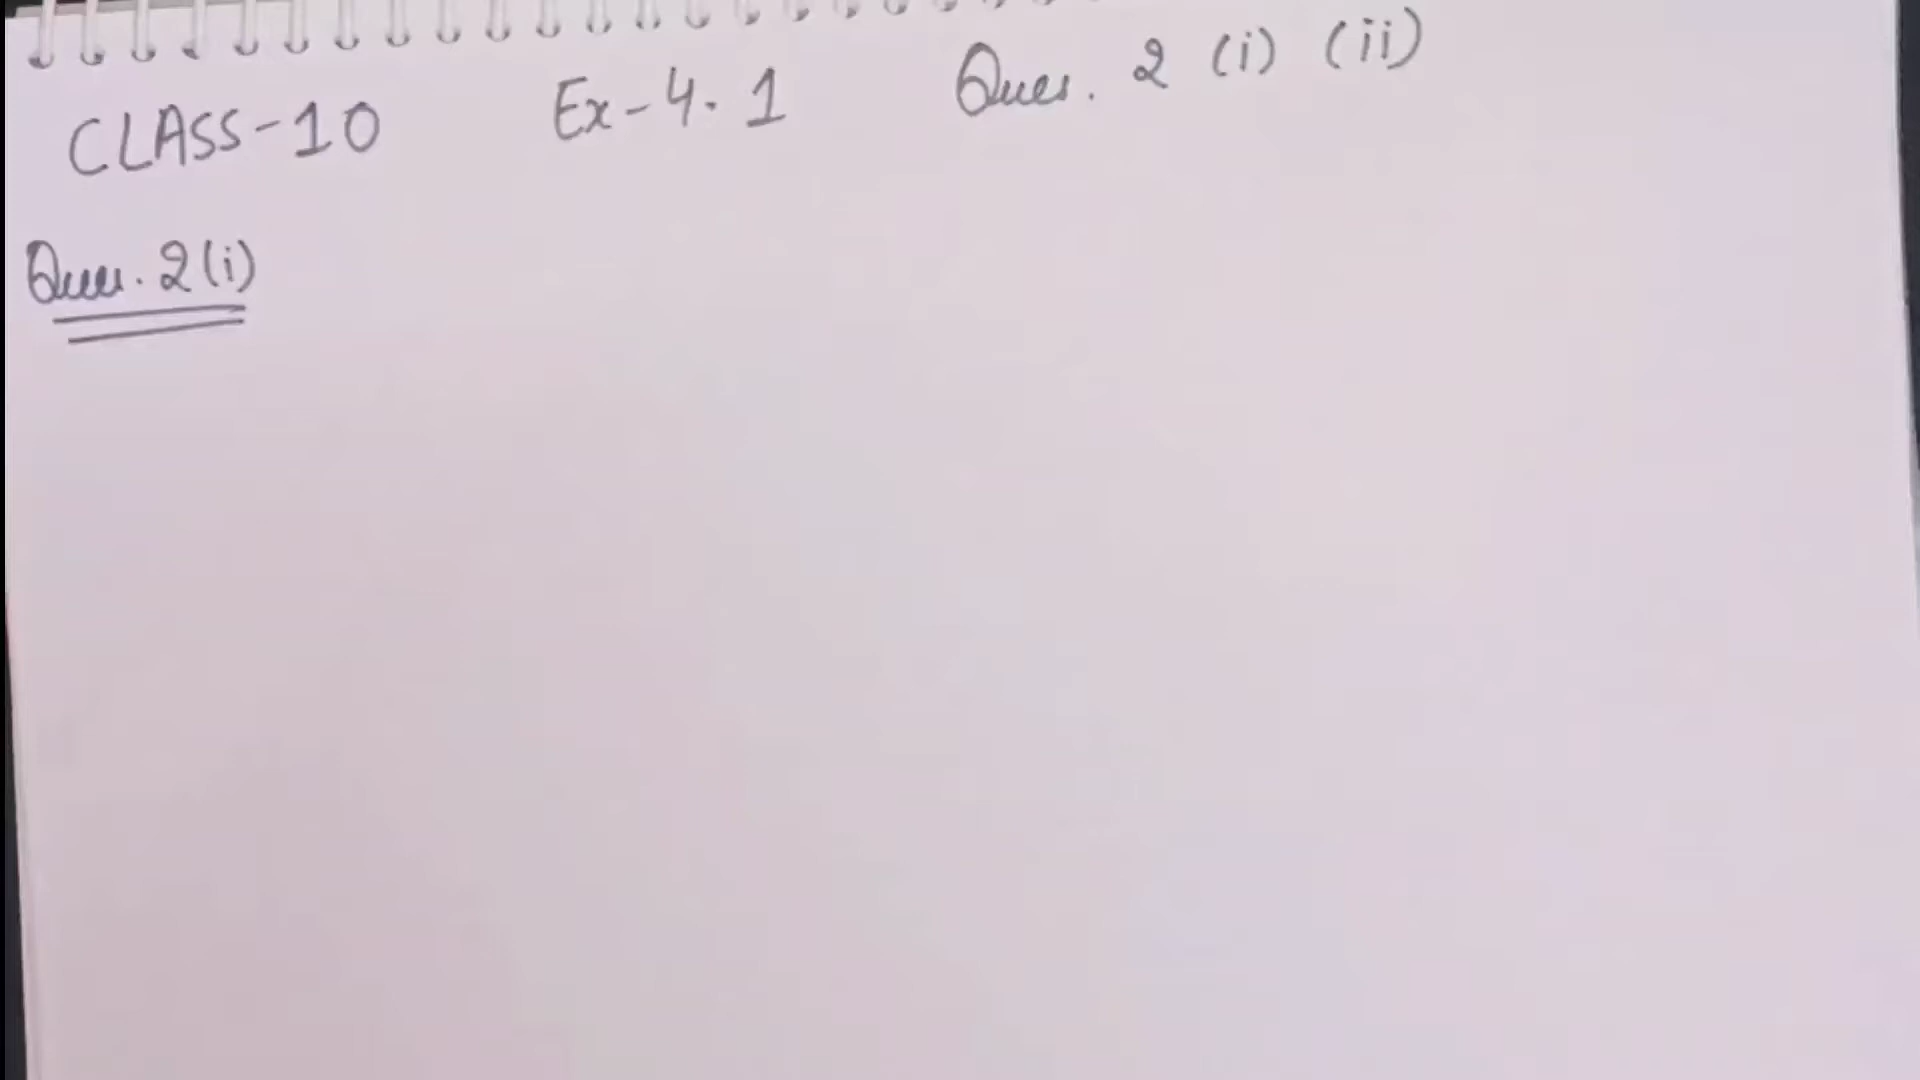 CLASS-10 Ex-4.1 Ques. 2 (i) (ii)
Ques. 2(i)